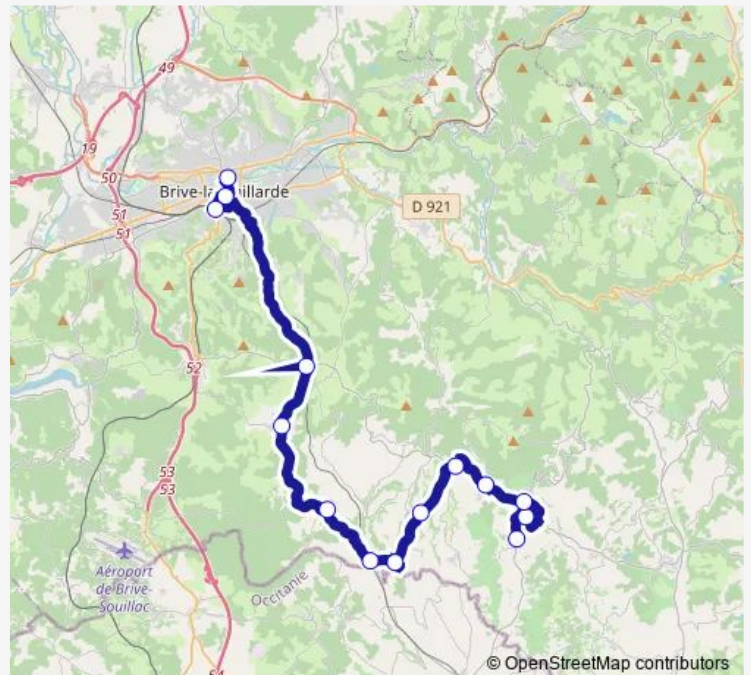 49
19
50
Brive-la-Gaillarde
51
51
D 921
52
53
53
Aéroport
de Brive-
Souillac
Occitanie
54
© OpenStreetMap contributors